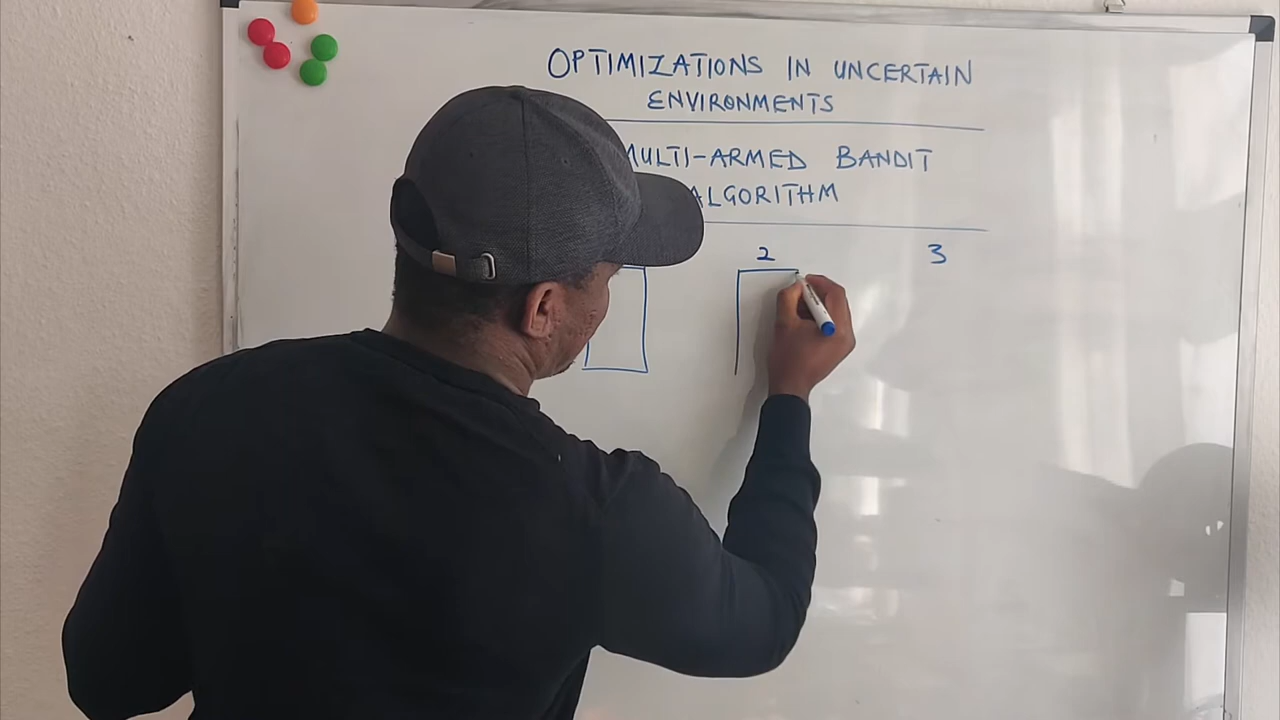 OPTIMIZATIONS IN UNCERTAIN
ENVIRONMENTS
MULTI-ARMED BANDIT
ALGORITHM
2 3